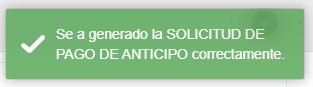 Se a generado la SOLICITUD DE
PAGO DE ANTICIPO correctamente.